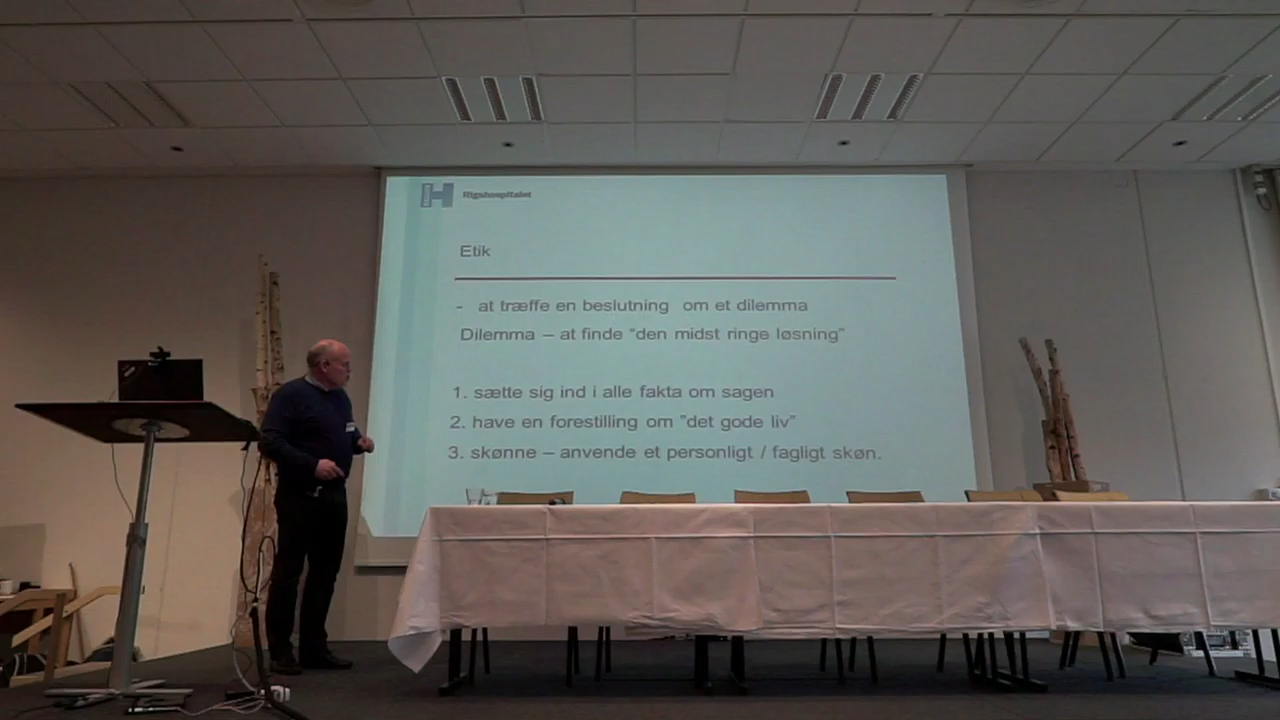 Rigshospitalet
Etik
- at træffe en beslutning om et dilemma
Dilemma – at finde "den midst ringe løsning"
1. sætte sig ind i alle fakta om sagen
2. have en forestilling om "det gode liv"
3. skønne – anvende et personligt / fagligt skøn.